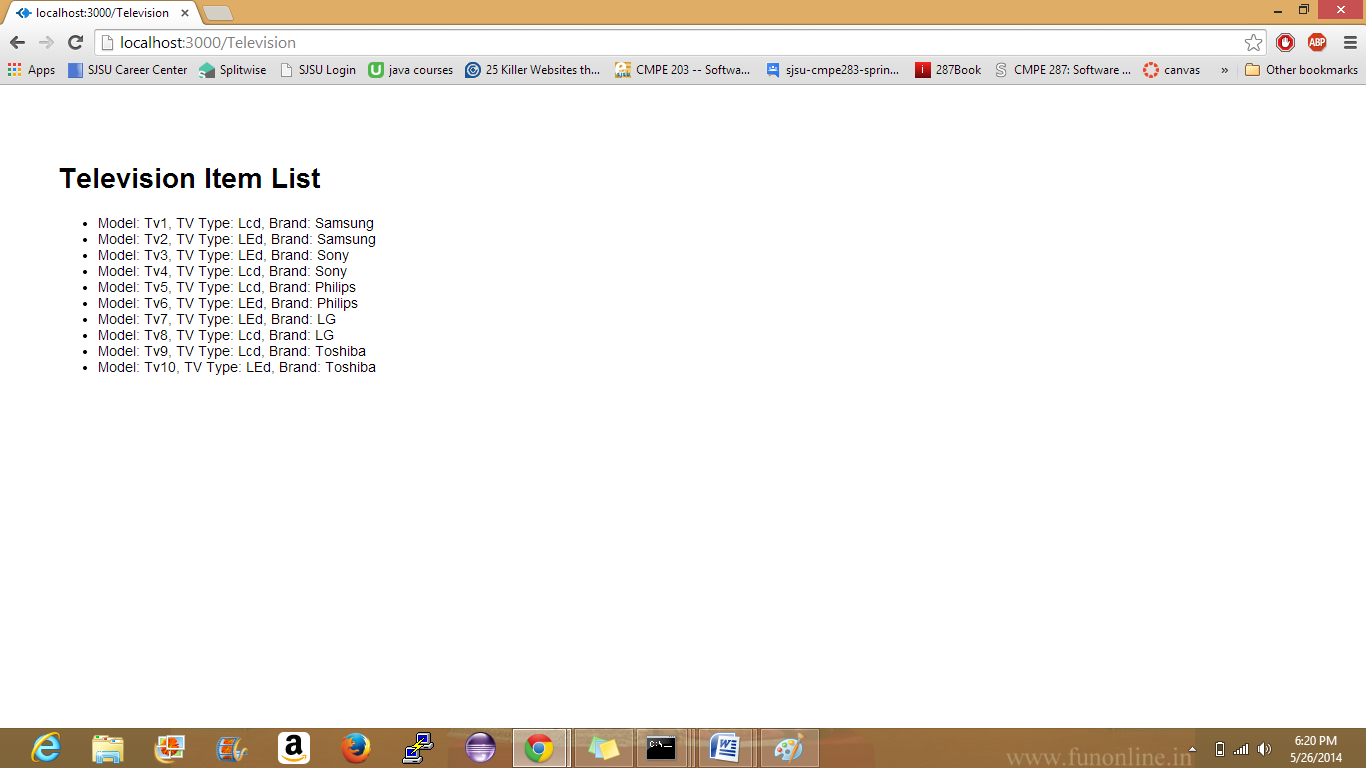 localhost:3000/Television
localhost:3000/Television
Apps SJSU Career Center Splitwise SJSU Login java courses 25 Killer Websites th... CMPE 203 -- Softwa... sjsu-cmpe283-sprin... 287Book CMPE 287: Software ... canvas » Other bookmarks
Television Item List
Model: Tv1, TV Type: Lcd, Brand: Samsung
Model: Tv2, TV Type: LEd, Brand: Samsung
Model: Tv3, TV Type: LEd, Brand: Sony
Model: Tv4, TV Type: Lcd, Brand: Sony
Model: Tv5, TV Type: Lcd, Brand: Philips
Model: Tv6, TV Type: LEd, Brand: Philips
Model: Tv7, TV Type: LEd, Brand: LG
Model: Tv8, TV Type: Lcd, Brand: LG
Model: Tv9, TV Type: Lcd, Brand: Toshiba
Model: Tv10, TV Type: LEd, Brand: Toshiba
www.funonline.in
6:20 PM
5/26/2014